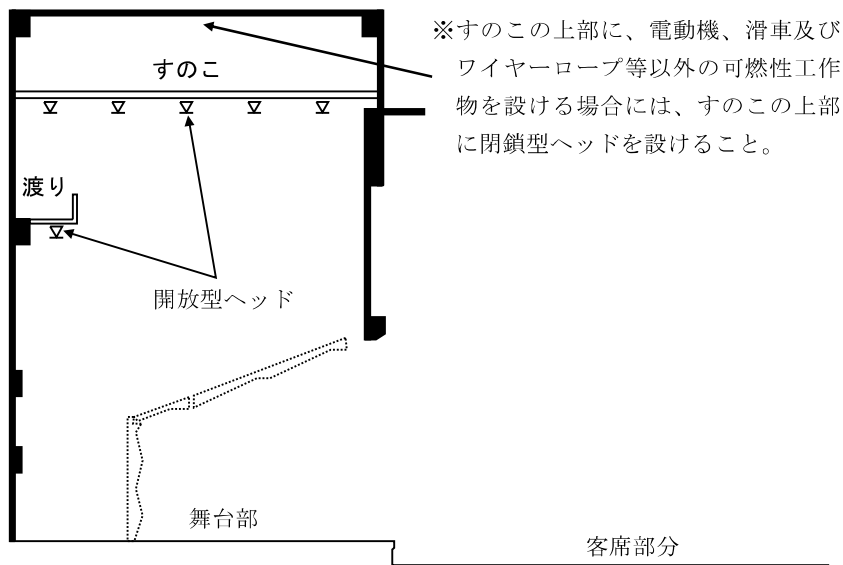 ※すのこの上部に、電動機、滑車及び
ワイヤーロープ等以外の可燃性工作
物を設ける場合には、すのこの上部
に閉鎖型ヘッドを設けること。
すのこ
渡り
開放型ヘッド
舞台部
客席部分